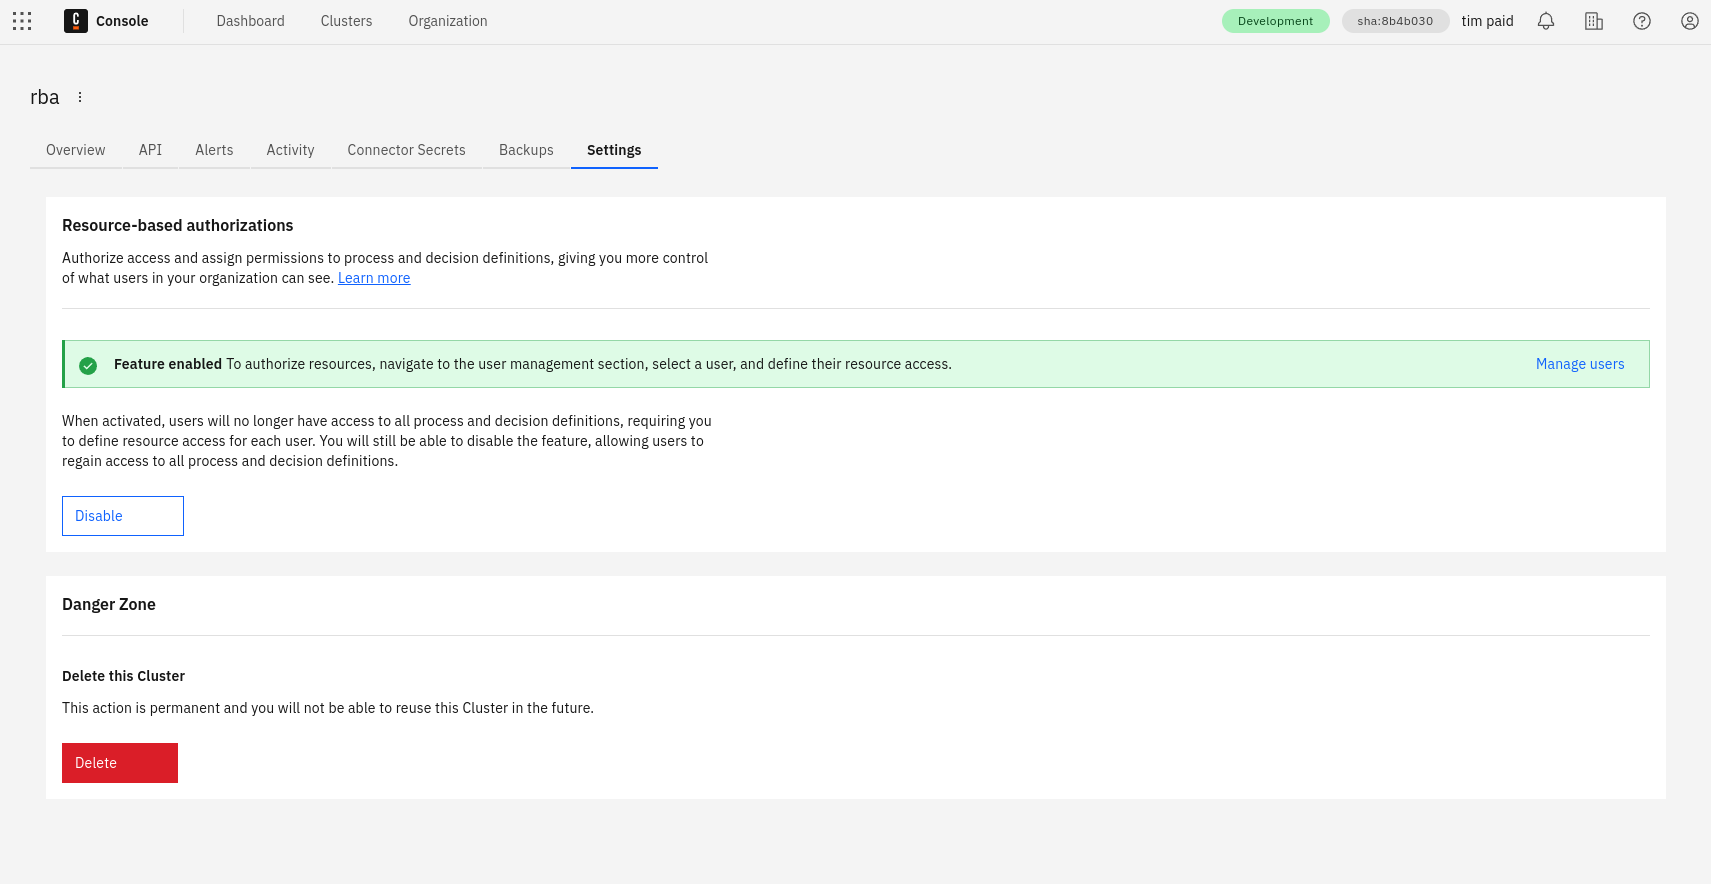 Console Dashboard Clusters Organization Development sha:8b4b030 tim paid
rba
Overview API Alerts Activity Connector Secrets Backups Settings
Resource-based authorizations
Authorize access and assign permissions to process and decision definitions, giving you more control
of what users in your organization can see. Learn more
Feature enabled To authorize resources, navigate to the user management section, select a user, and define their resource access. Manage users
When activated, users will no longer have access to all process and decision definitions, requiring you
to define resource access for each user. You will still be able to disable the feature, allowing users to
regain access to all process and decision definitions.
Disable
Danger Zone
Delete this Cluster
This action is permanent and you will not be able to reuse this Cluster in the future.
Delete